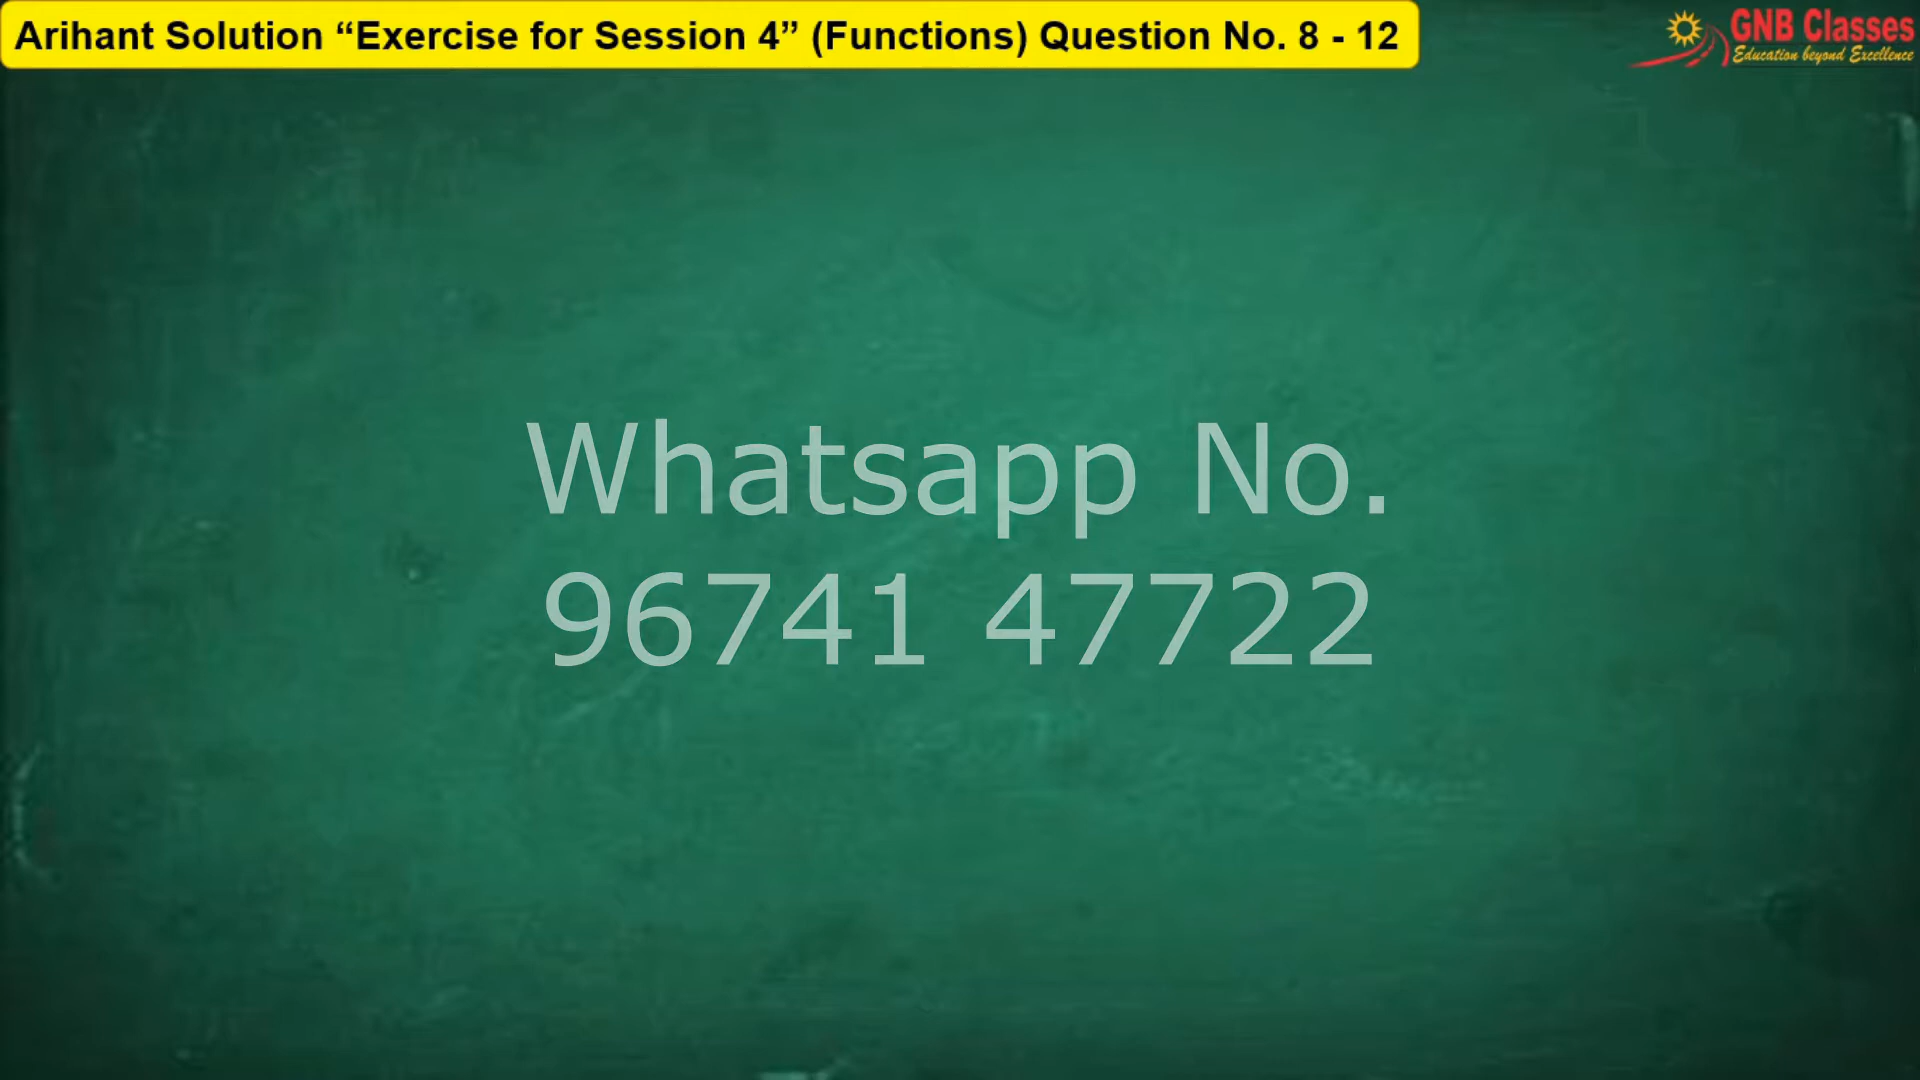 Arihant Solution “Exercise for Session 4” (Functions) Question No. 8 - 12
GNB Classes
Education beyond Excellence
Whatsapp No.
96741 47722